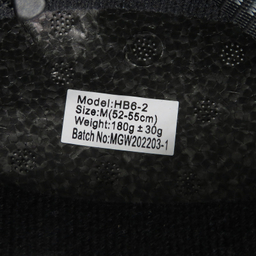 Model:HB6-2
Size:M(52-55cm)
Weight:180g ± 30g
Batch No:MGW202203-1